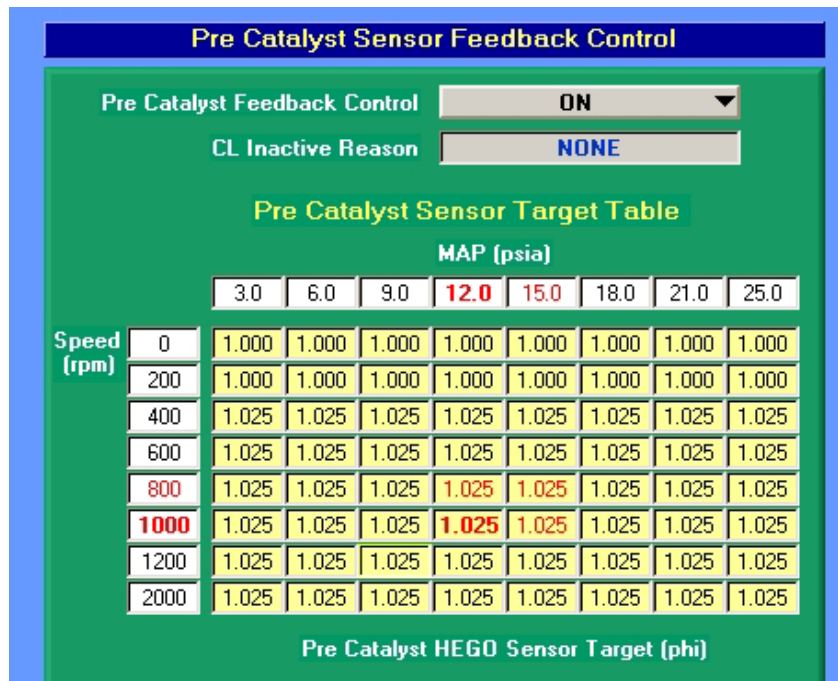 Pre Catalyst Sensor Feedback Control
Pre Catalyst Feedback Control ON
CL Inactive Reason NONE
Pre Catalyst Sensor Target Table
MAP (psia)
3.0 6.0 9.0 12.0 15.0 18.0 21.0 25.0
Speed (rpm)
0 1.000 1.000 1.000 1.000 1.000 1.000 1.000 1.000
200 1.000 1.000 1.000 1.000 1.000 1.000 1.000 1.000
400 1.025 1.025 1.025 1.025 1.025 1.025 1.025 1.025
600 1.025 1.025 1.025 1.025 1.025 1.025 1.025 1.025
800 1.025 1.025 1.025 1.025 1.025 1.025 1.025 1.025
1000 1.025 1.025 1.025 1.025 1.025 1.025 1.025 1.025
1200 1.025 1.025 1.025 1.025 1.025 1.025 1.025 1.025
2000 1.025 1.025 1.025 1.025 1.025 1.025 1.025 1.025
Pre Catalyst HEGO Sensor Target (phi)